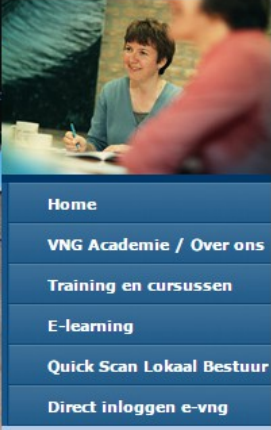 Home
VNG Academie / Over ons
Training en cursussen
E-learning
Quick Scan Lokaal Bestuur
Direct inloggen e-vng